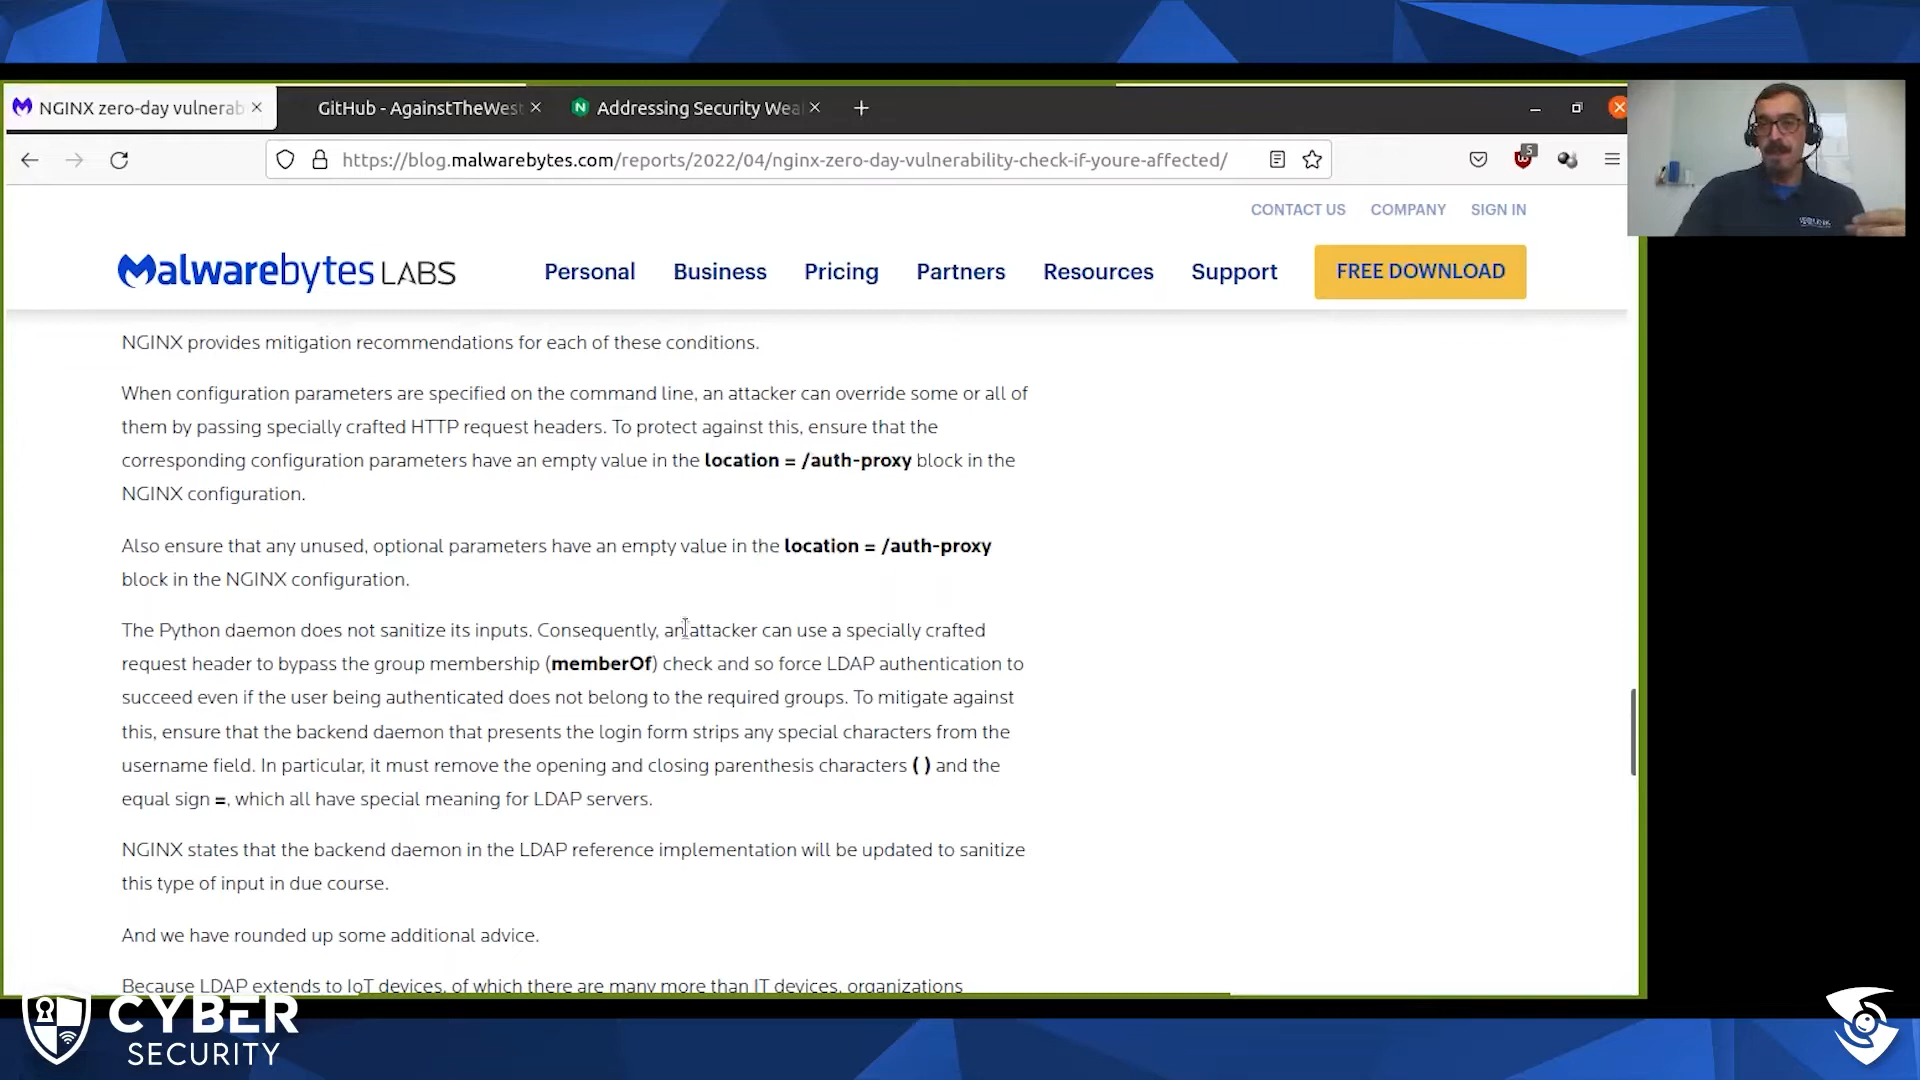 NGINX zero-day vulnerab
GitHub - AgainstTheWest
Addressing Security Weal
https://blog.malwarebytes.com/reports/2022/04/nginx-zero-day-vulnerability-check-if-youre-affected/
5
CONTACT US COMPANY SIGN IN
Malwarebytes LABS
Personal Business Pricing Partners Resources Support FREE DOWNLOAD
NGINX provides mitigation recommendations for each of these conditions.
When configuration parameters are specified on the command line, an attacker can override some or all of
them by passing specially crafted HTTP request headers. To protect against this, ensure that the
corresponding configuration parameters have an empty value in the location = /auth-proxy block in the
NGINX configuration.
Also ensure that any unused, optional parameters have an empty value in the location = /auth-proxy
block in the NGINX configuration.
The Python daemon does not sanitize its inputs. Consequently, an attacker can use a specially crafted
request header to bypass the group membership (memberOf) check and so force LDAP authentication to
succeed even if the user being authenticated does not belong to the required groups. To mitigate against
this, ensure that the backend daemon that presents the login form strips any special characters from the
username field. In particular, it must remove the opening and closing parenthesis characters ( ) and the
equal sign =, which all have special meaning for LDAP servers.
NGINX states that the backend daemon in the LDAP reference implementation will be updated to sanitize
this type of input in due course.
And we have rounded up some additional advice.
Because LDAP extends to IoT devices, of which there are many more than IT devices, organizations
CYBER
SECURITY